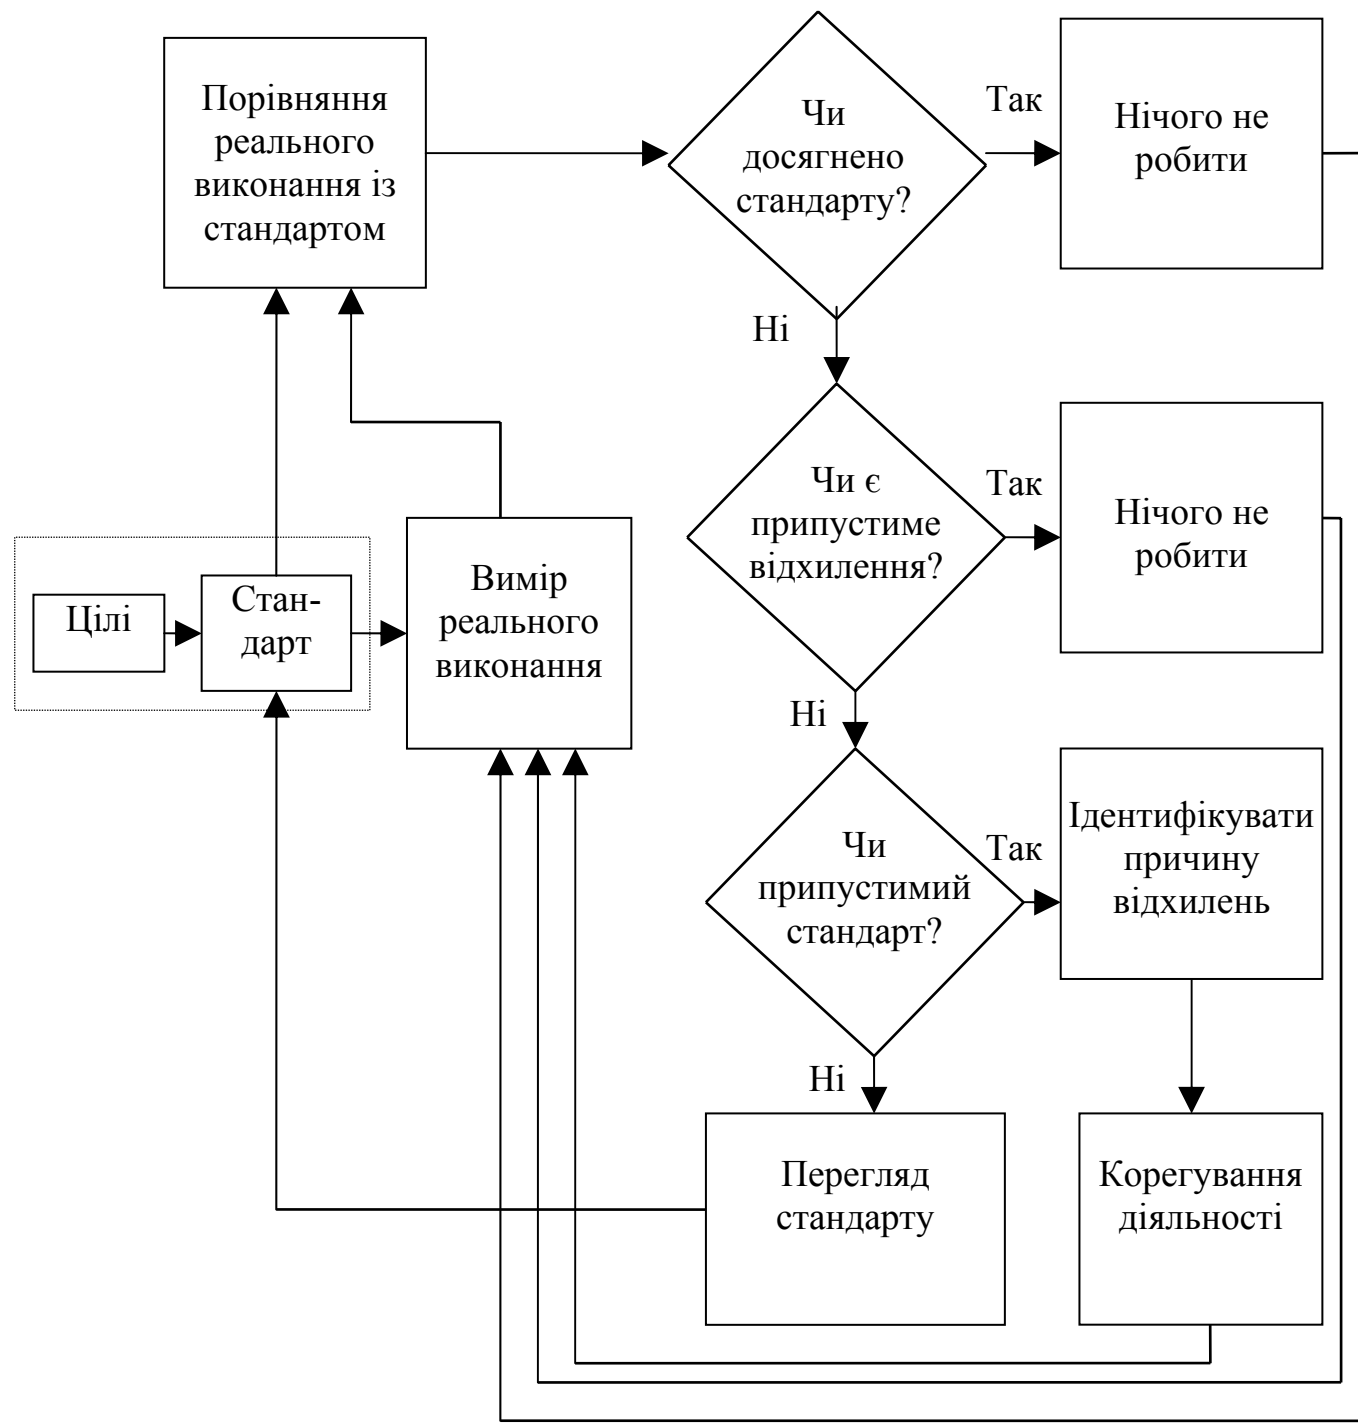 Порівняння
реального
виконання із
стандартом
Чи
досягнено
стандарту?
Так
Нічого не
робити
Ні
Чи є
припустиме
відхилення?
Так
Нічого не
робити
Цілі
Стан-
дарт
Вимір
реального
виконання
Ні
Чи
припустимий
стандарт?
Так
Ідентифікувати
причину
відхилень
Ні
Перегляд
стандарту
Корегування
діяльності